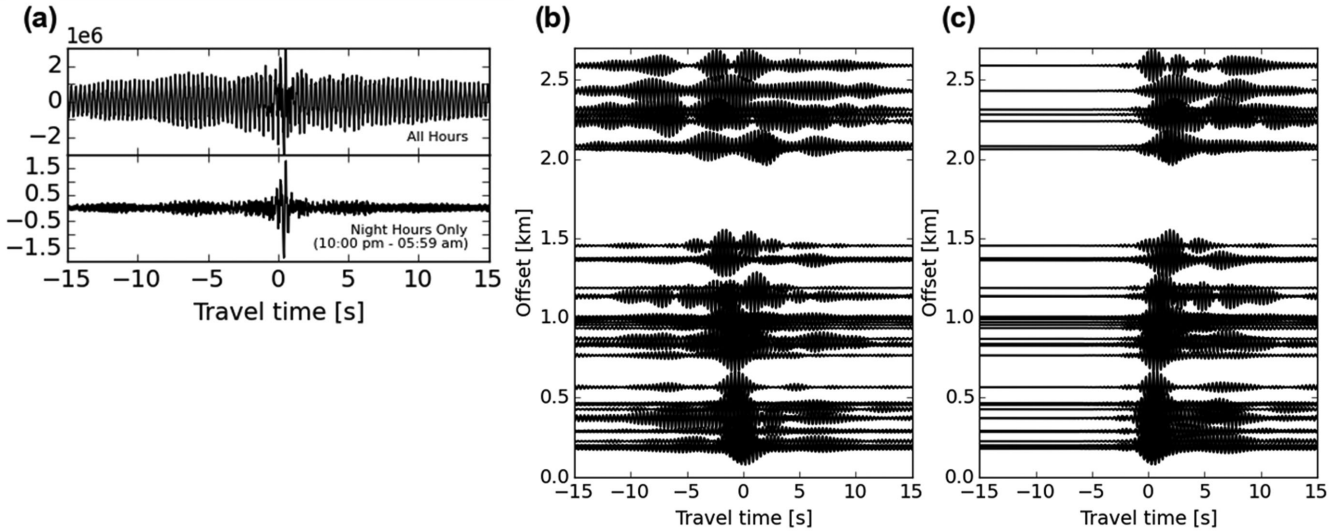 (a)
1e6
2
0
−2
All Hours
1.5
0.5
−0.5
−1.5
Night Hours Only
(10:00 pm - 05:59 am)
−15 −10 −5 0 5 10 15
Travel time [s]
(b)
2.5
2.0
1.5
1.0
0.5
0.0
Offset [km]
−15 −10 −5 0 5 10 15
Travel time [s]
(c)
2.5
2.0
1.5
1.0
0.5
0.0
Offset [km]
−15 −10 −5 0 5 10 15
Travel time [s]